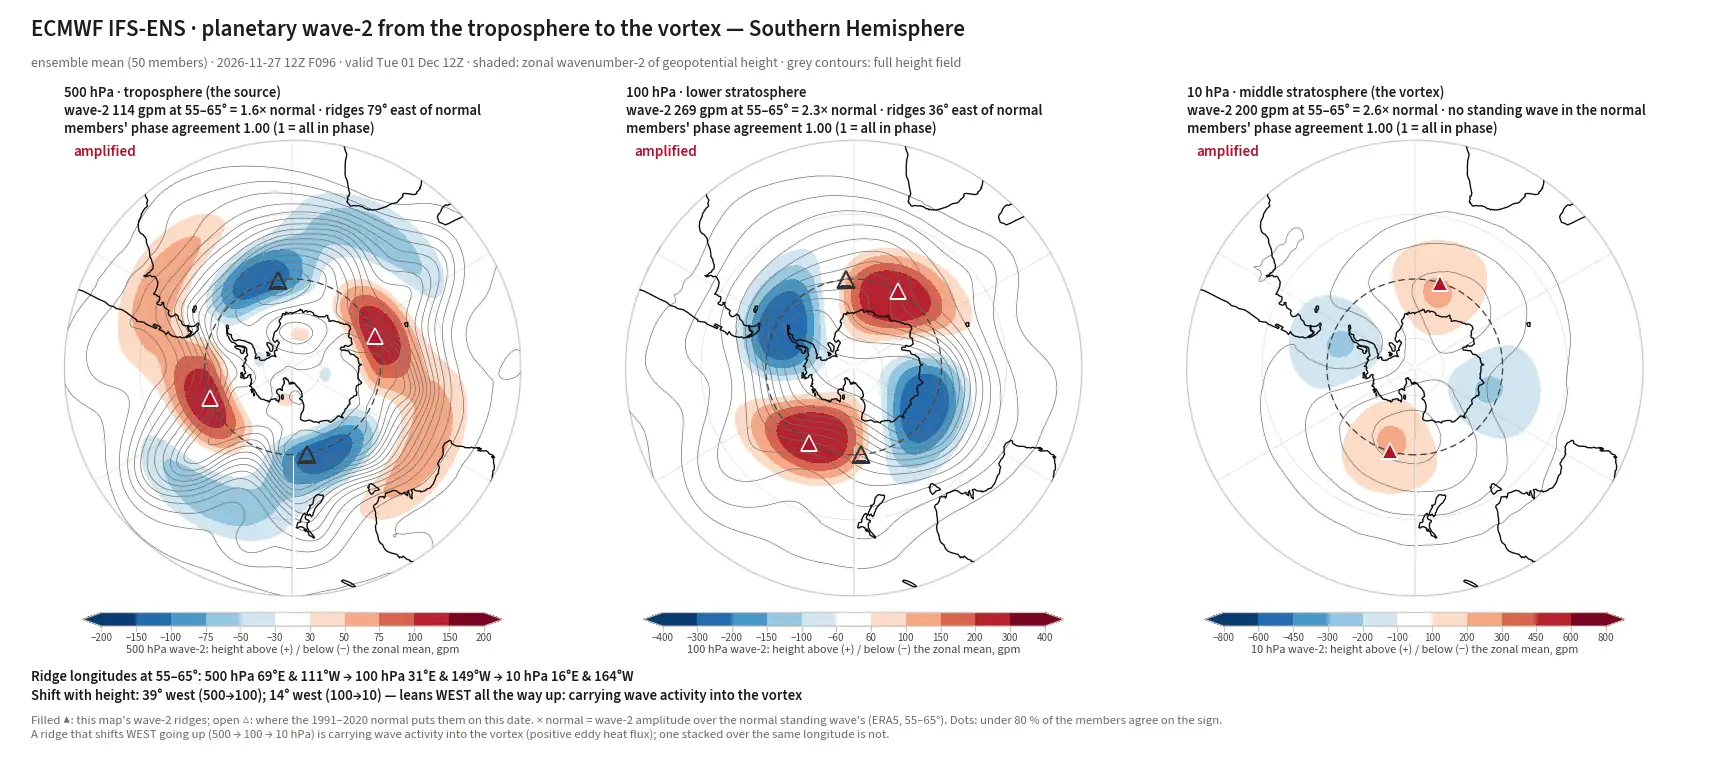 ECMWF IFS-ENS · planetary wave-2 from the troposphere to the vortex — Southern Hemisphere
ensemble mean (50 members) · 2026-11-27 12Z F096 · valid Tue 01 Dec 12Z · shaded: zonal wavenumber-2 of geopotential height · grey contours: full height field
500 hPa · troposphere (the source)
wave-2 114 gpm at 55–65° = 1.6× normal · ridges 79° east of normal
members' phase agreement 1.00 (1 = all in phase)
amplified
100 hPa · lower stratosphere
wave-2 269 gpm at 55–65° = 2.3× normal · ridges 36° east of normal
members' phase agreement 1.00 (1 = all in phase)
amplified
10 hPa · middle stratosphere (the vortex)
wave-2 200 gpm at 55–65° = 2.6× normal · no standing wave in the normal
members' phase agreement 1.00 (1 = all in phase)
amplified
−200 −150 −100 −75 −50 −30 30 50 75 100 150 200
500 hPa wave-2: height above (+) / below (−) the zonal mean, gpm
−400 −300 −200 −150 −100 −60 60 100 150 200 300 400
100 hPa wave-2: height above (+) / below (−) the zonal mean, gpm
−800 −600 −450 −300 −200 −100 100 200 300 450 600 800
10 hPa wave-2: height above (+) / below (−) the zonal mean, gpm
Ridge longitudes at 55–65°: 500 hPa 69°E & 111°W → 100 hPa 31°E & 149°W → 10 hPa 16°E & 164°W
Shift with height: 39° west (500→100); 14° west (100→10) — leans WEST all the way up: carrying wave activity into the vortex
Filled ▲: this map's wave-2 ridges; open △: where the 1991–2020 normal puts them on this date. × normal = wave-2 amplitude over the normal standing wave's (ERA5, 55–65°). Dots: under 80 % of the members agree on the sign.
A ridge that shifts WEST going up (500 → 100 → 10 hPa) is carrying wave activity into the vortex (positive eddy heat flux); one stacked over the same longitude is not.